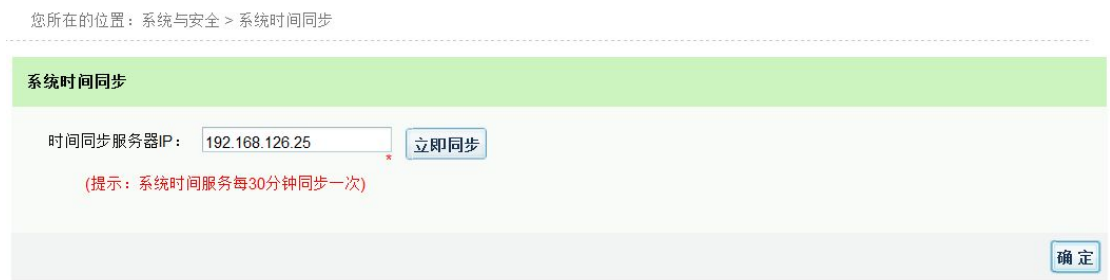 您所在的位置：系统与安全 > 系统时间同步
系统时间同步
时间同步服务器IP： 192.168.126.25 * 立即同步
(提示：系统时间服务每30分钟同步一次)
确 定